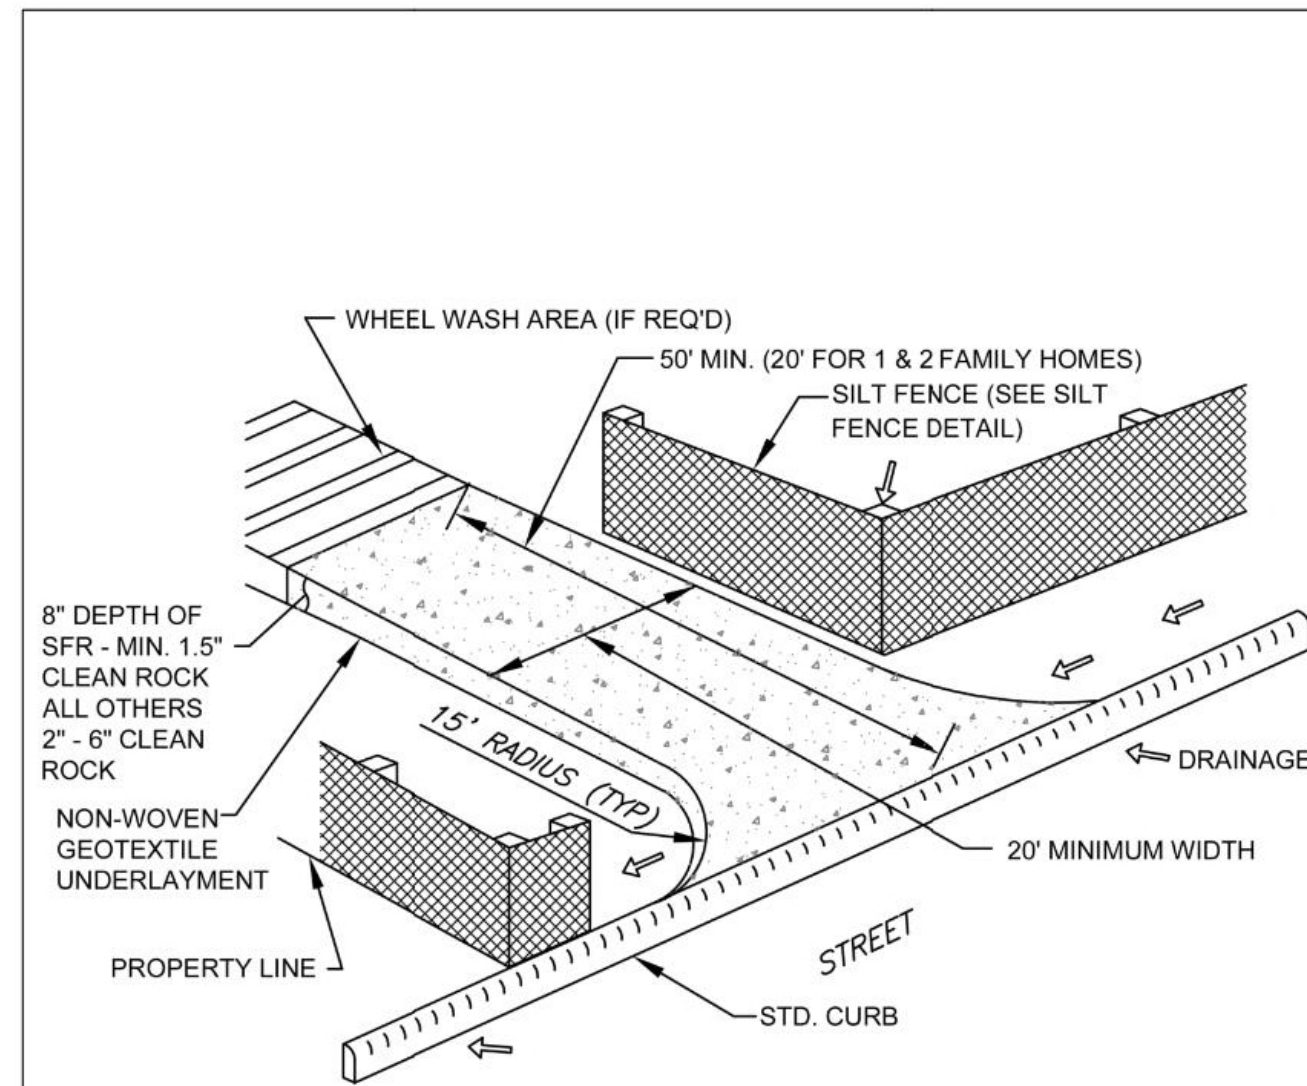 WHEEL WASH AREA (IF REQ'D)
50' MIN. (20' FOR 1 & 2 FAMILY HOMES)
SILT FENCE (SEE SILT
FENCE DETAIL)
8" DEPTH OF
SFR - MIN. 1.5"
CLEAN ROCK
ALL OTHERS
2" - 6" CLEAN
ROCK
NON-WOVEN
GEOTEXTILE
UNDERLAYMENT
PROPERTY LINE
15' RADIUS (TYP)
DRAINAGE
20' MINIMUM WIDTH
STREET
STD. CURB